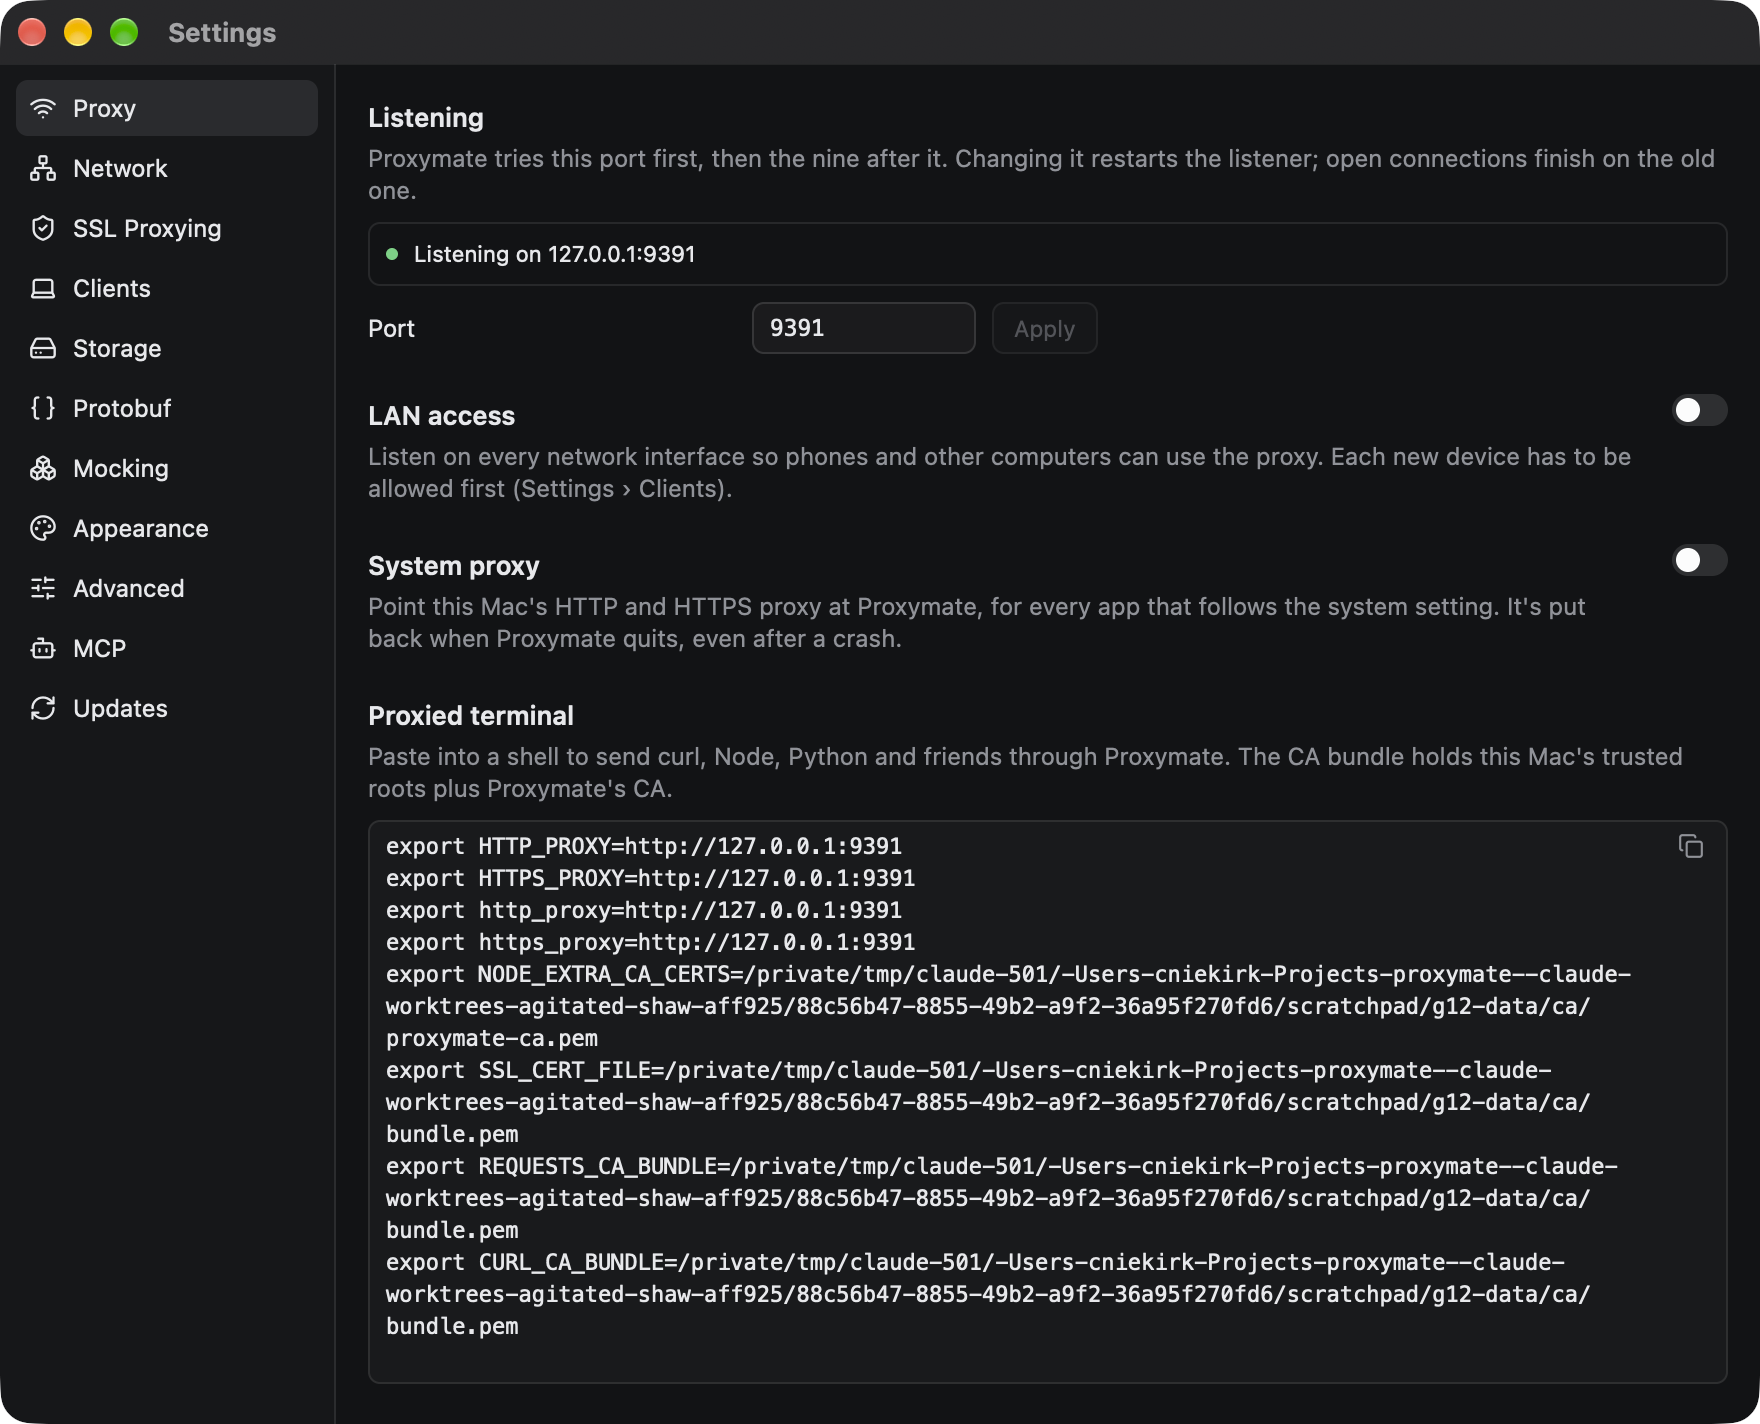 Settings
Proxy
Network
SSL Proxying
Clients
Storage
Protobuf
Mocking
Appearance
Advanced
MCP
Updates
Listening
Proxymate tries this port first, then the nine after it. Changing it restarts the listener; open connections finish on the old
one.
Listening on 127.0.0.1:9391
Port
9391
Apply
LAN access
Listen on every network interface so phones and other computers can use the proxy. Each new device has to be
allowed first (Settings › Clients).
System proxy
Point this Mac's HTTP and HTTPS proxy at Proxymate, for every app that follows the system setting. It's put
back when Proxymate quits, even after a crash.
Proxied terminal
Paste into a shell to send curl, Node, Python and friends through Proxymate. The CA bundle holds this Mac's trusted
roots plus Proxymate's CA.
export HTTP_PROXY=http://127.0.0.1:9391
export HTTPS_PROXY=http://127.0.0.1:9391
export http_proxy=http://127.0.0.1:9391
export https_proxy=http://127.0.0.1:9391
export NODE_EXTRA_CA_CERTS=/private/tmp/claude-501/-Users-cniekirk-Projects-proxymate--claude-
worktrees-agitated-shaw-aff925/88c56b47-8855-49b2-a9f2-36a95f270fd6/scratchpad/g12-data/ca/
proxymate-ca.pem
export SSL_CERT_FILE=/private/tmp/claude-501/-Users-cniekirk-Projects-proxymate--claude-
worktrees-agitated-shaw-aff925/88c56b47-8855-49b2-a9f2-36a95f270fd6/scratchpad/g12-data/ca/
bundle.pem
export REQUESTS_CA_BUNDLE=/private/tmp/claude-501/-Users-cniekirk-Projects-proxymate--claude-
worktrees-agitated-shaw-aff925/88c56b47-8855-49b2-a9f2-36a95f270fd6/scratchpad/g12-data/ca/
bundle.pem
export CURL_CA_BUNDLE=/private/tmp/claude-501/-Users-cniekirk-Projects-proxymate--claude-
worktrees-agitated-shaw-aff925/88c56b47-8855-49b2-a9f2-36a95f270fd6/scratchpad/g12-data/ca/
bundle.pem